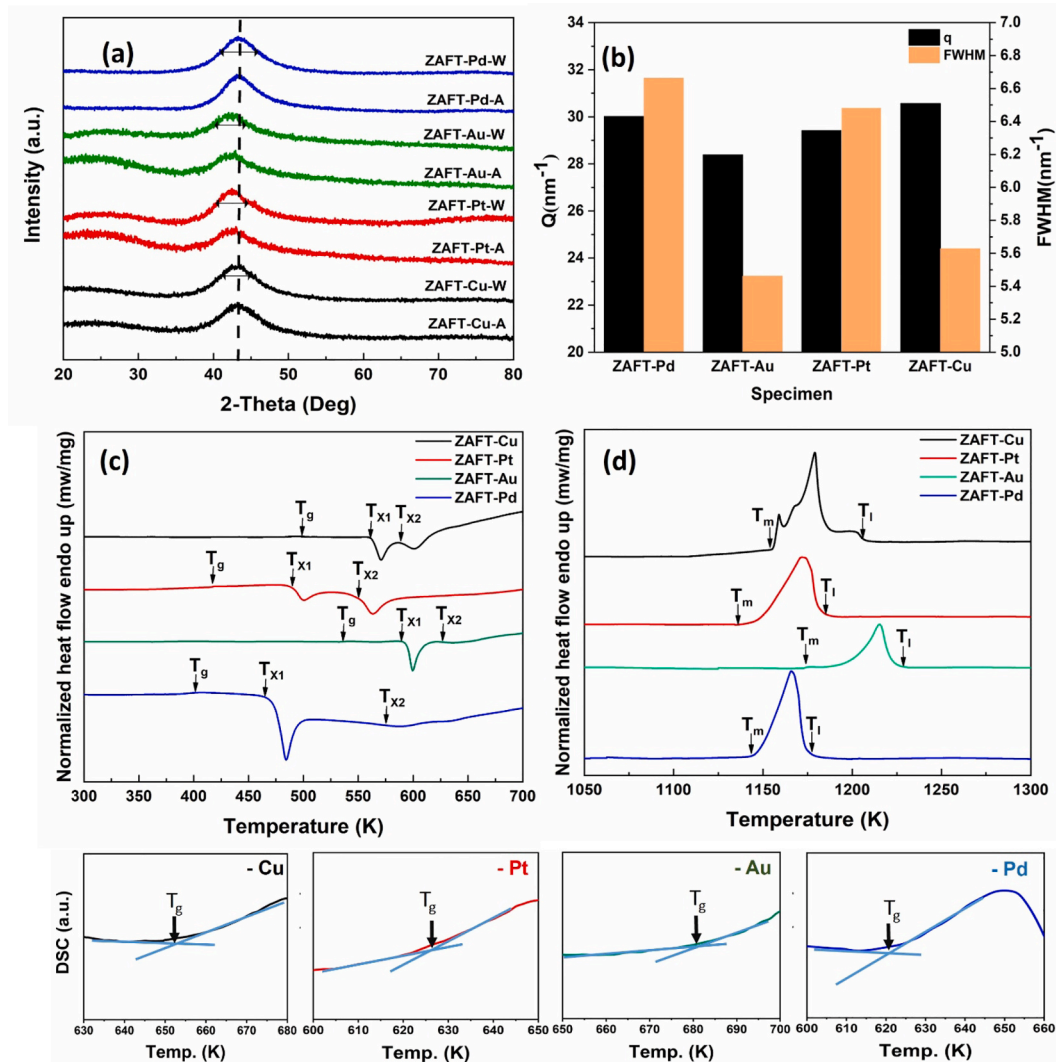 (a)
ZAFT-Pd-W
ZAFT-Pd-A
ZAFT-Au-W
ZAFT-Au-A
ZAFT-Pt-W
ZAFT-Pt-A
ZAFT-Cu-W
ZAFT-Cu-A
Intensity (a.u.)
20 30 40 50 60 70 80
2-Theta (Deg)
(b)
q
FWHM
34
32
30
28
26
24
22
20
Q(nm⁻¹)
7.0
6.8
6.6
6.4
6.2
6.0
5.8
5.6
5.4
5.2
5.0
FWHM(nm⁻¹)
ZAFT-Pd ZAFT-Au ZAFT-Pt ZAFT-Cu
Specimen
(c)
ZAFT-Cu
ZAFT-Pt
ZAFT-Au
ZAFT-Pd
Tg TX1 TX2
Tg TX1 TX2
Tg TX1 TX2
Tg TX1 TX2
Normalized heat flow endo up (mw/mg)
300 350 400 450 500 550 600 650 700
Temperature (K)
(d)
ZAFT-Cu
ZAFT-Pt
ZAFT-Au
ZAFT-Pd
Tm Tl
Tm Tl
Tm Tl
Tm Tl
Normalized heat flow endo up (mw/mg)
1050 1100 1150 1200 1250 1300
Temperature (K)
- Cu
Tg
DSC (a.u.)
630 640 650 660 670 680
Temp. (K)
- Pt
Tg
600 610 620 630 640 650
Temp. (K)
- Au
Tg
650 660 670 680 690 700
Temp. (K)
- Pd
Tg
600 610 620 630 640 650 660
Temp. (K)